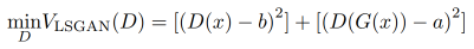 min_D V_LSGAN(D) = [(D(x) − b)²] + [(D(G(x)) − a)²]